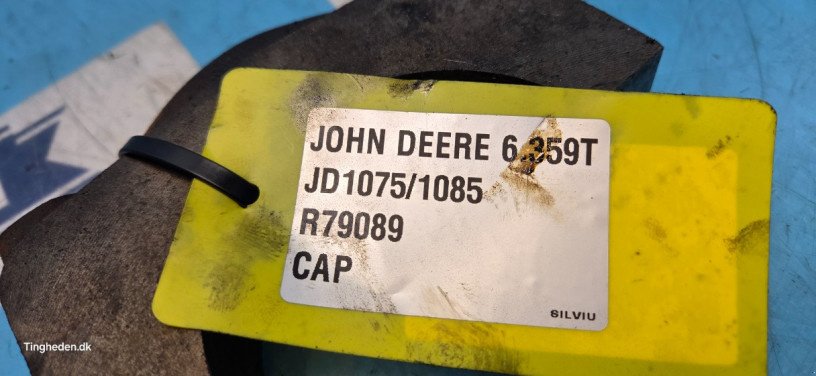 JOHN DEERE 6.359T
JD1075/1085
R79089
CAP
SILVIU
Tingheden.dk